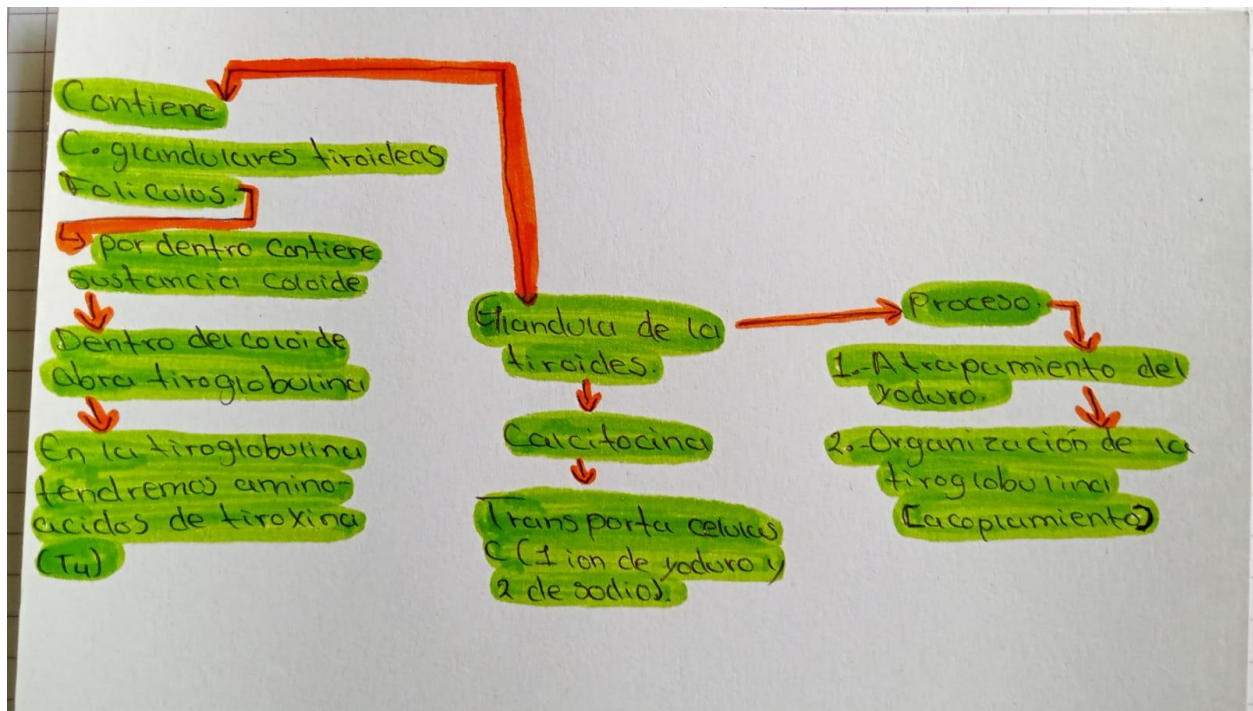 Contiene
C. glandulares tiroideas
Foliculos.
por dentro contiene
sustancia coloide
Dentro del coloide
abra tiroglobulina
En la tiroglobulina
tendremos amino-
acidos de tiroxina
(T4)
Glandula de la
tiroides.
Calcitocina
Transporta celulas
C (1 ion de yoduro y
2 de sodio).
Proceso.
1.-Atrapamiento del
yoduro.
2.-Organización de la
tiroglobulina
(acoplamiento)